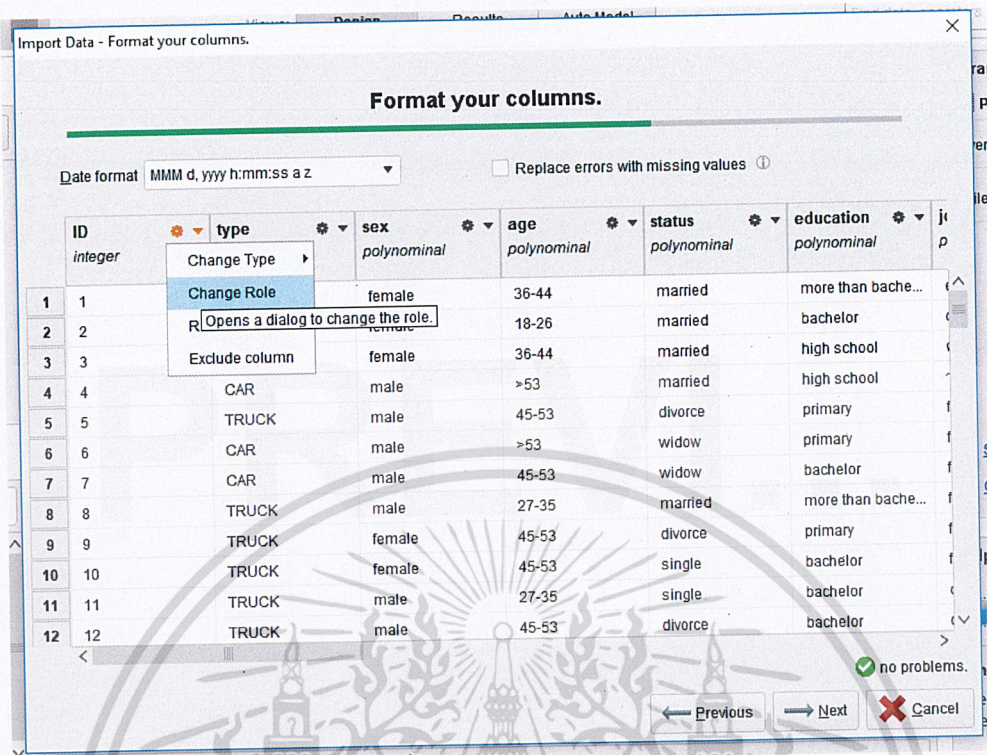 Design Results Auto Model
Import Data - Format your columns.
Format your columns.
Date format MMM d, yyyy h:mm:ss a z Replace errors with missing values
ID type sex age status education
integer polynominal polynominal polynominal polynominal
Change Type
Change Role
Opens a dialog to change the role.
Exclude column
1 1 female 36-44 married more than bache...
2 2 female 18-26 married bachelor
3 3 female 36-44 married high school
4 4 CAR male >53 married high school
5 5 TRUCK male 45-53 divorce primary
6 6 CAR male >53 widow primary
7 7 CAR male 45-53 widow bachelor
8 8 TRUCK male 27-35 married more than bache...
9 9 TRUCK female 45-53 divorce primary
10 10 TRUCK female 45-53 single bachelor
11 11 TRUCK male 27-35 single bachelor
12 12 TRUCK male 45-53 divorce bachelor
no problems.
Previous Next Cancel